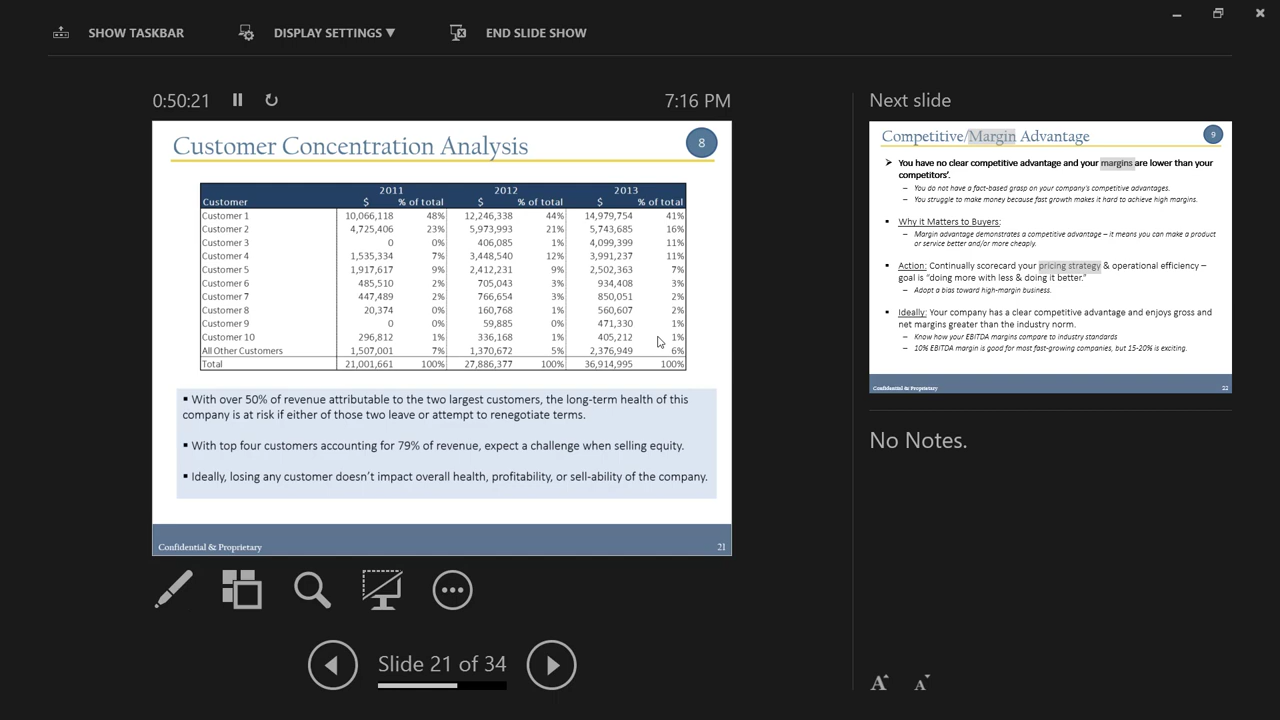 SHOW TASKBAR DISPLAY SETTINGS ▼ END SLIDE SHOW
0:50:21 7:16 PM
Customer Concentration Analysis 8
2011 2012 2013
Customer $ % of total $ % of total $ % of total
Customer 1 10,066,118 48% 12,246,338 44% 14,979,754 41%
Customer 2 4,725,406 23% 5,973,993 21% 5,743,685 16%
Customer 3 0 0% 406,085 1% 4,099,399 11%
Customer 4 1,535,334 7% 3,448,540 12% 3,991,237 11%
Customer 5 1,917,617 9% 2,412,231 9% 2,502,363 7%
Customer 6 485,510 2% 705,043 3% 934,408 3%
Customer 7 447,489 2% 766,654 3% 850,051 2%
Customer 8 20,374 0% 160,768 1% 560,607 2%
Customer 9 0 0% 59,885 0% 471,330 1%
Customer 10 296,812 1% 336,168 1% 405,212 1%
All Other Customers 1,507,001 7% 1,370,672 5% 2,376,949 6%
Total 21,001,661 100% 27,886,377 100% 36,914,995 100%
▪ With over 50% of revenue attributable to the two largest customers, the long-term health of this
company is at risk if either of those two leave or attempt to renegotiate terms.
▪ With top four customers accounting for 79% of revenue, expect a challenge when selling equity.
▪ Ideally, losing any customer doesn't impact overall health, profitability, or sell-ability of the company.
Confidential & Proprietary 21
Slide 21 of 34
Next slide
Competitive/Margin Advantage 9
➢ You have no clear competitive advantage and your margins are lower than your
competitors'.
– You do not have a fact-based grasp on your company's competitive advantages.
– You struggle to make money because fast growth makes it hard to achieve high margins.
▪ Why it Matters to Buyers:
– Margin advantage demonstrates a competitive advantage – it means you can make a product
or service better and/or more cheaply.
▪ Action: Continually scorecard your pricing strategy & operational efficiency –
goal is "doing more with less & doing it better."
– Adopt a bias toward high-margin business.
▪ Ideally: Your company has a clear competitive advantage and enjoys gross and
net margins greater than the industry norm.
– Know how your EBITDA margins compare to industry standards
– 10% EBITDA margin is good for most fast-growing companies, but 15-20% is exciting.
Confidential & Proprietary 22
No Notes.
A A